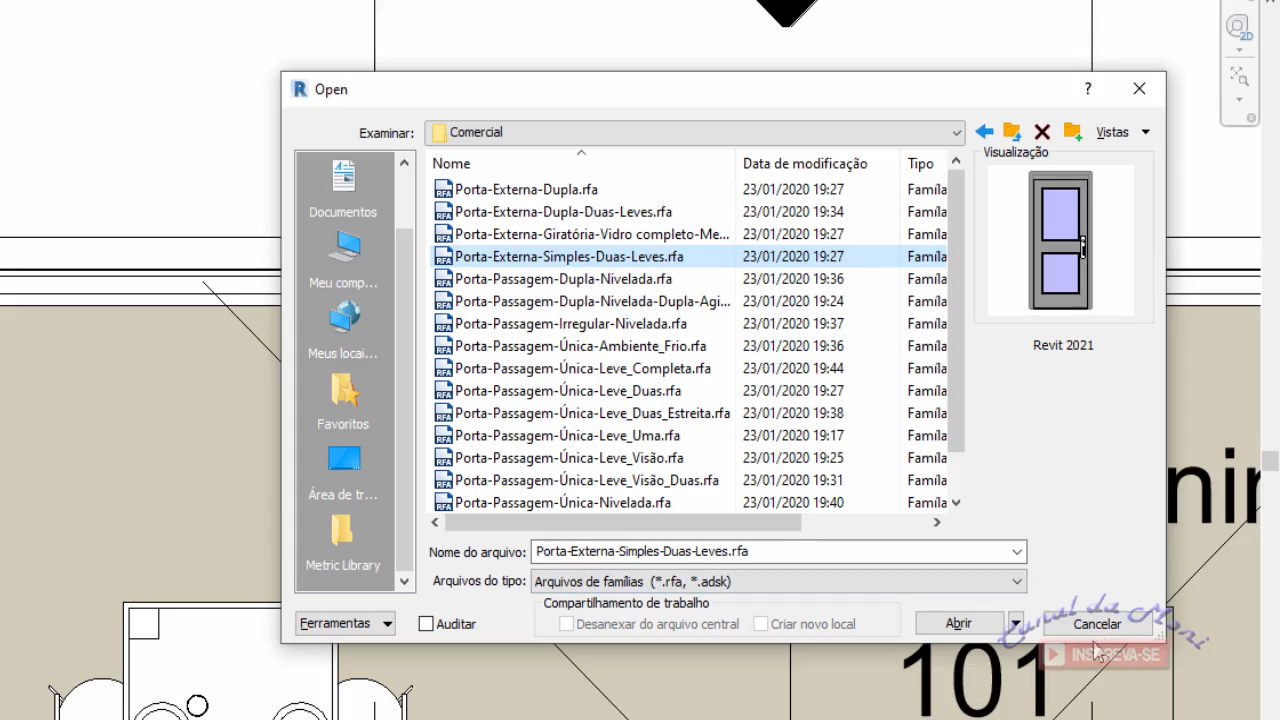 2D
R Open
?
Examinar:
Comercial
Vistas
Visualização
Revit 2021
Documentos
Meu comp...
Meus locai...
Favoritos
Área de tr...
Metric Library
Nome Data de modificação Tipo
Porta-Externa-Dupla.rfa 23/01/2020 19:27 Famíla
Porta-Externa-Dupla-Duas-Leves.rfa 23/01/2020 19:34 Famíla
Porta-Externa-Giratória-Vidro completo-Me... 23/01/2020 19:27 Famíla
Porta-Externa-Simples-Duas-Leves.rfa 23/01/2020 19:27 Famíla
Porta-Passagem-Dupla-Nivelada.rfa 23/01/2020 19:36 Famíla
Porta-Passagem-Dupla-Nivelada-Dupla-Agi... 23/01/2020 19:24 Famíla
Porta-Passagem-Irregular-Nivelada.rfa 23/01/2020 19:37 Famíla
Porta-Passagem-Única-Ambiente_Frio.rfa 23/01/2020 19:36 Famíla
Porta-Passagem-Única-Leve_Completa.rfa 23/01/2020 19:44 Famíla
Porta-Passagem-Única-Leve_Duas.rfa 23/01/2020 19:27 Famíla
Porta-Passagem-Única-Leve_Duas_Estreita.rfa 23/01/2020 19:38 Famíla
Porta-Passagem-Única-Leve_Uma.rfa 23/01/2020 19:17 Famíla
Porta-Passagem-Única-Leve_Visão.rfa 23/01/2020 19:25 Famíla
Porta-Passagem-Única-Leve_Visão_Duas.rfa 23/01/2020 19:31 Famíla
Porta-Passagem-Única-Nivelada.rfa 23/01/2020 19:40 Famíla
Nome do arquivo: Porta-Externa-Simples-Duas-Leves.rfa
Arquivos do tipo: Arquivos de famílias (*.rfa, *.adsk)
Compartilhamento de trabalho
Ferramentas
Auditar
Desanexar do arquivo central
Criar novo local
Abrir
Cancelar
Canal da Moni
INSCREVA-SE
101